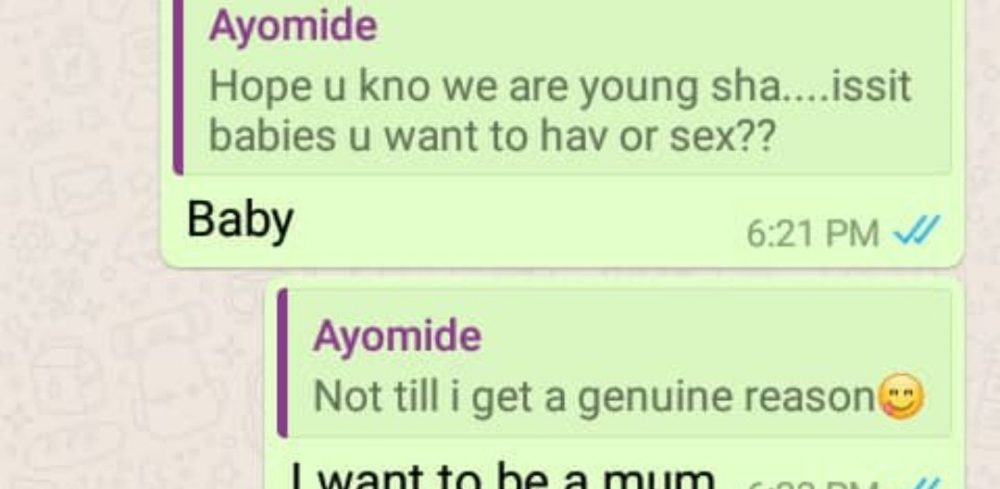 Ayomide
Hope u kno we are young sha....issit
babies u want to hav or sex??
Baby
6:21 PM
Ayomide
Not till i get a genuine reason😋
I want to be a mum
PM